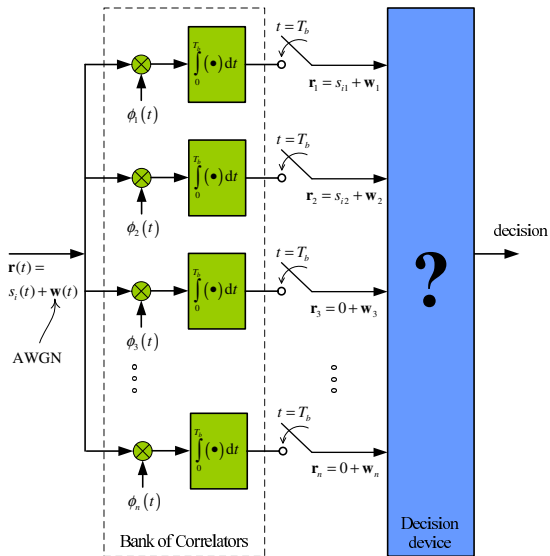 t = T_b
∫₀^{T_b} (•) dt
r₁ = s_{i1} + w₁
ϕ₁(t)
t = T_b
∫₀^{T_b} (•) dt
r₂ = s_{i2} + w₂
ϕ₂(t)
decision
r(t) =
s_i(t) + w(t)
AWGN
?
t = T_b
∫₀^{T_b} (•) dt
r₃ = 0 + w₃
ϕ₃(t)
t = T_b
∫₀^{T_b} (•) dt
r_n = 0 + w_n
ϕ_n(t)
Bank of Correlators
Decision
device